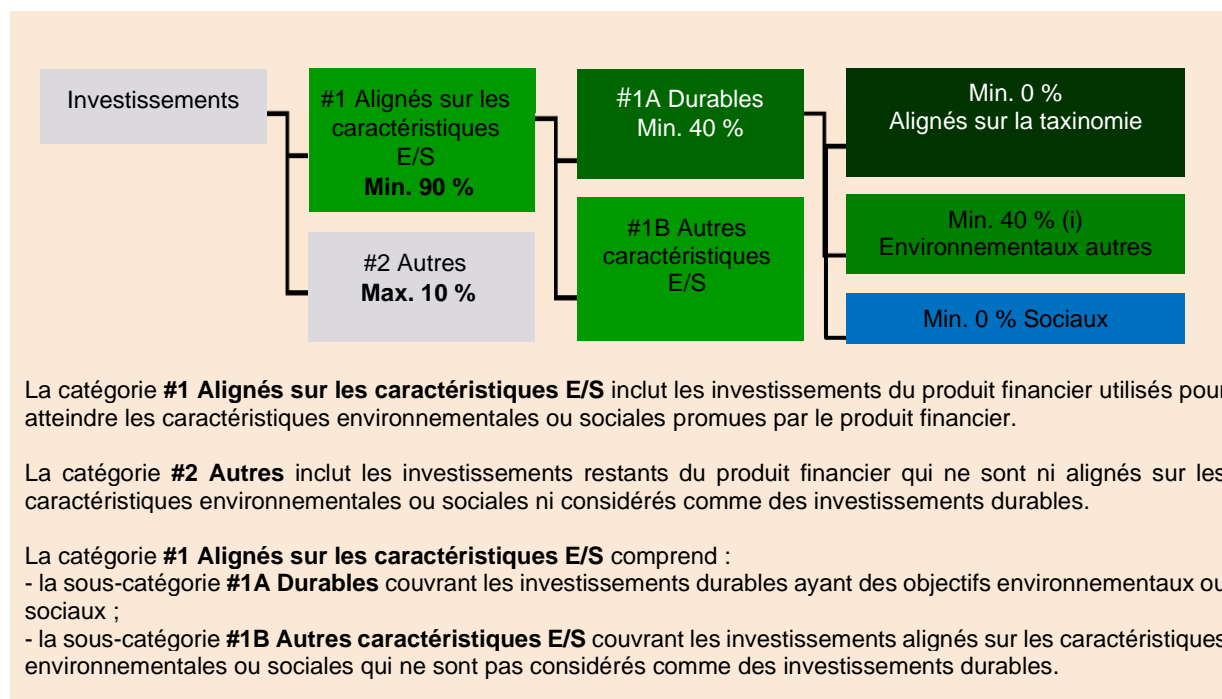 Investissements
#1 Alignés sur les
caractéristiques
E/S
Min. 90 %
#2 Autres
Max. 10 %
#1A Durables
Min. 40 %
#1B Autres
caractéristiques
E/S
Min. 0 %
Alignés sur la taxinomie
Min. 40 % (i)
Environnementaux autres
Min. 0 % Sociaux
La catégorie #1 Alignés sur les caractéristiques E/S inclut les investissements du produit financier utilisés pour
atteindre les caractéristiques environnementales ou sociales promues par le produit financier.
La catégorie #2 Autres inclut les investissements restants du produit financier qui ne sont ni alignés sur les
caractéristiques environnementales ou sociales ni considérés comme des investissements durables.
La catégorie #1 Alignés sur les caractéristiques E/S comprend :
- la sous-catégorie #1A Durables couvrant les investissements durables ayant des objectifs environnementaux ou
sociaux ;
- la sous-catégorie #1B Autres caractéristiques E/S couvrant les investissements alignés sur les caractéristiques
environnementales ou sociales qui ne sont pas considérés comme des investissements durables.